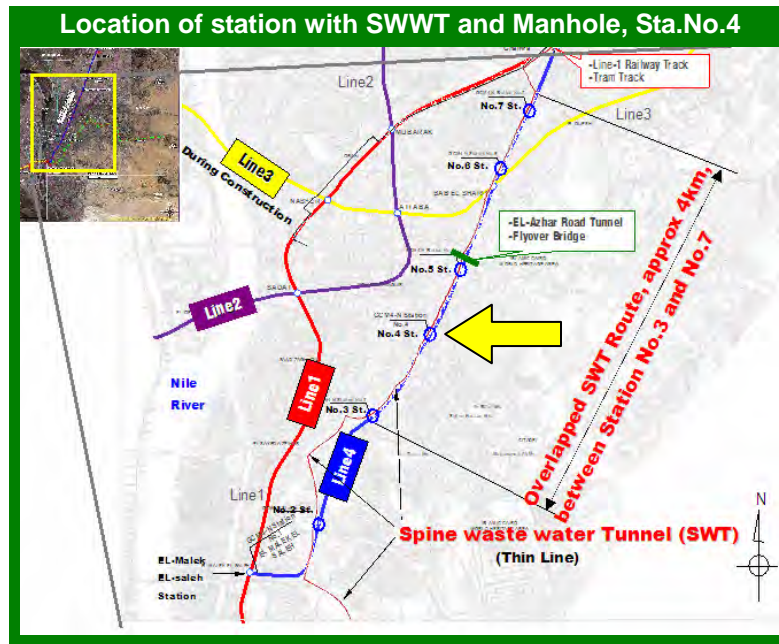 Location of station with SWWT and Manhole, Sta.No.4
-Line-1 Railway Track
-Tram Track
Line2
No.7 St.
Line3
MUBARAK
Line3
During Construction
No.6 St.
NASSER
ATTABA
BAB EL SHARIA
-EL-Azhar Road Tunnel
-Flyover Bridge
No.5 St.
SADAT
Line2
No.4
No.4 St.
Nile
River
Line1
No.3 St.
Line4
Overlapped SWT Route, approx 4km,
between Station No.3 and No.7
Line1
No.2 St.
N
Spine waste water Tunnel (SWT)
(Thin Line)
EL-Malek
EL-saleh
Station